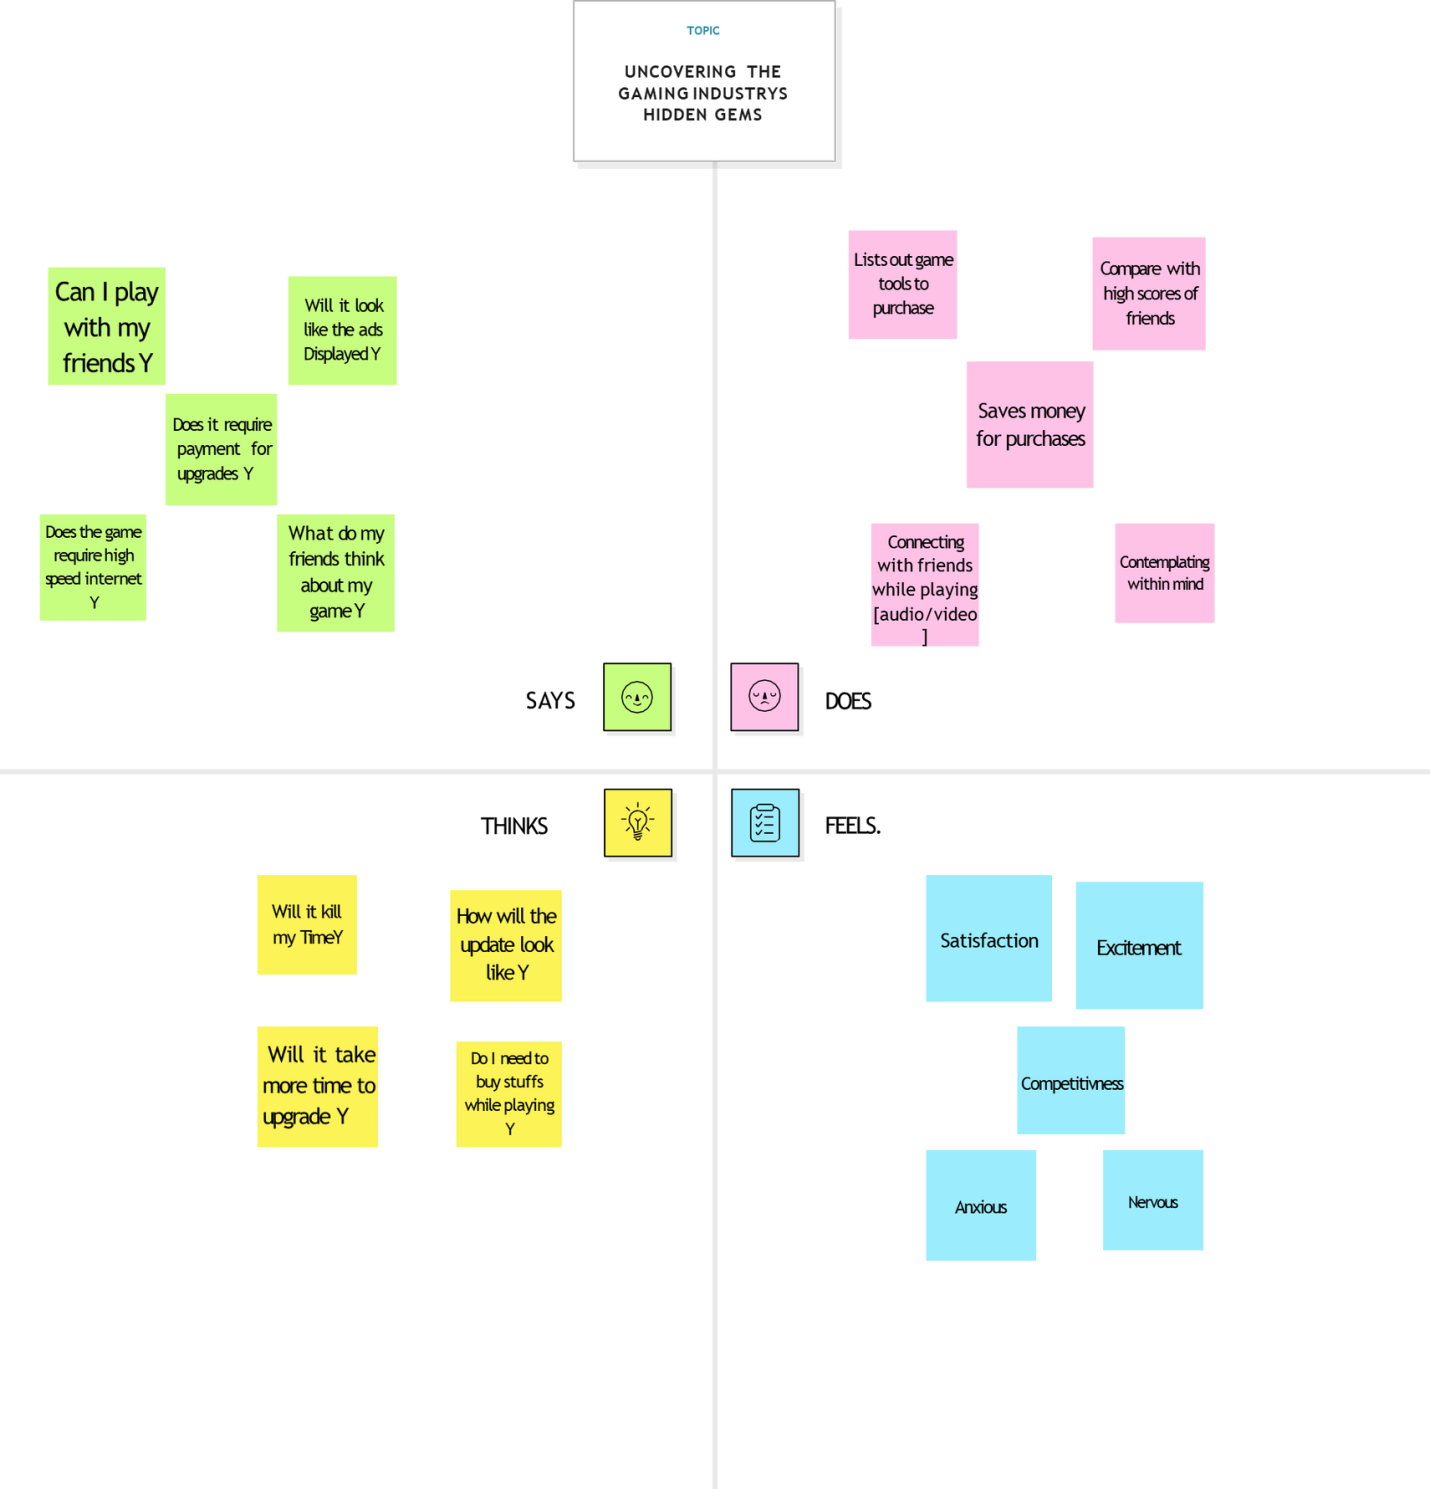 TOPIC
UNCOVERING THE
GAMING INDUSTRYS
HIDDEN GEMS
Can I play
with my
friends Y
Will it look
like the ads
Displayed Y
Does it require
payment for
upgrades Y
Does the game
require high
speed internet
Y
What do my
friends think
about my
game Y
Lists out game
tools to
purchase
Compare with
high scores of
friends
Saves money
for purchases
Connecting
with friends
while playing
[audio/video
]
Contemplating
within mind
SAYS
DOES
THINKS
FEELS.
Will it kill
my TimeY
How will the
update look
like Y
Will it take
more time to
upgrade Y
Do I need to
buy stuffs
while playing
Y
Satisfaction
Excitement
Competitivness
Anxious
Nervous